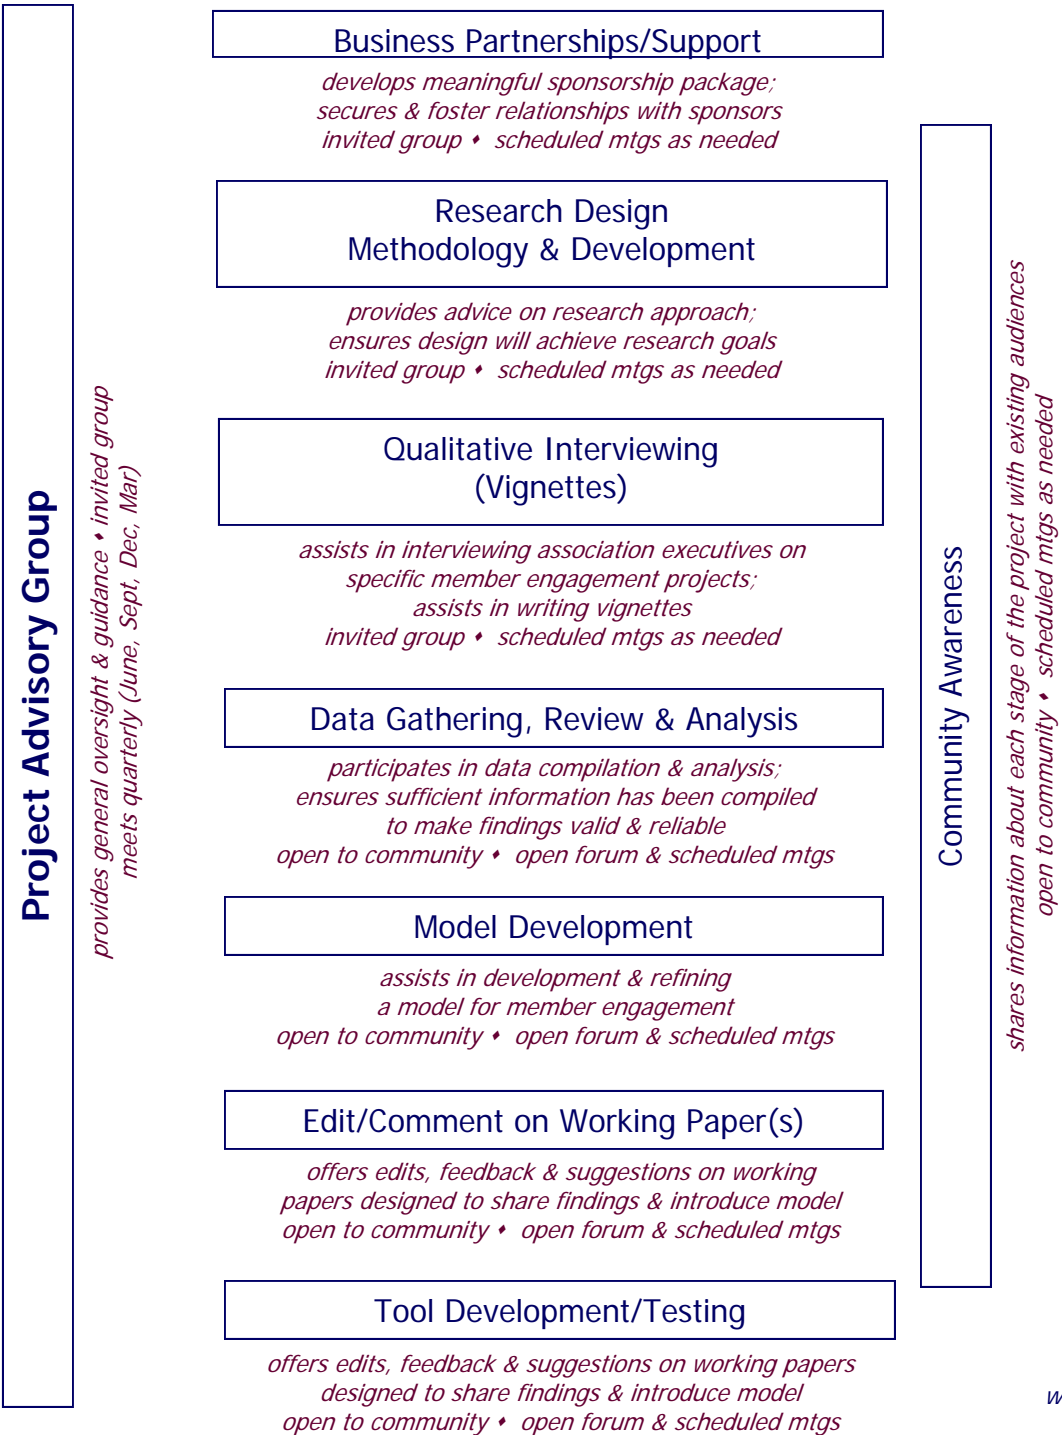 Project Advisory Group
provides general oversight & guidance • invited group
meets quarterly (June, Sept, Dec, Mar)
Business Partnerships/Support
develops meaningful sponsorship package;
secures & foster relationships with sponsors
invited group • scheduled mtgs as needed
Research Design
Methodology & Development
provides advice on research approach;
ensures design will achieve research goals
invited group • scheduled mtgs as needed
Qualitative Interviewing
(Vignettes)
assists in interviewing association executives on
specific member engagement projects;
assists in writing vignettes
invited group • scheduled mtgs as needed
Data Gathering, Review & Analysis
participates in data compilation & analysis;
ensures sufficient information has been compiled
to make findings valid & reliable
open to community • open forum & scheduled mtgs
Model Development
assists in development & refining
a model for member engagement
open to community • open forum & scheduled mtgs
Edit/Comment on Working Paper(s)
offers edits, feedback & suggestions on working
papers designed to share findings & introduce model
open to community • open forum & scheduled mtgs
Tool Development/Testing
offers edits, feedback & suggestions on working papers
designed to share findings & introduce model
open to community • open forum & scheduled mtgs
Community Awareness
shares information about each stage of the project with existing audiences
open to community • scheduled mtgs as needed